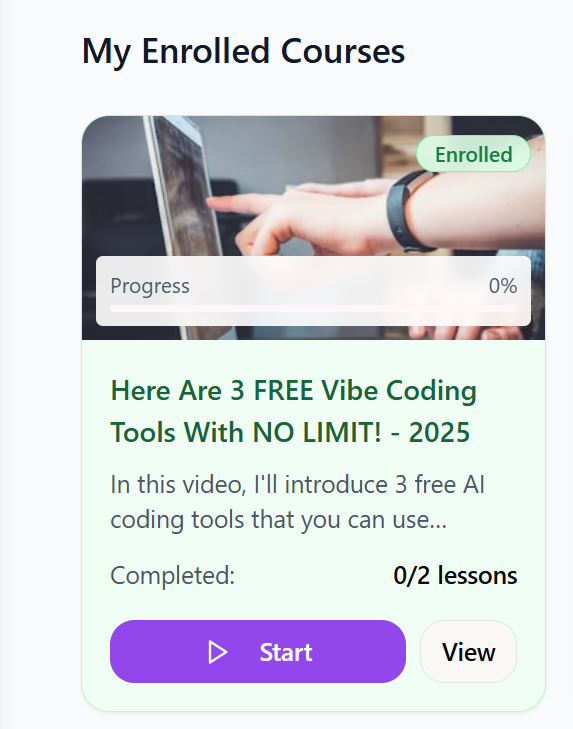 My Enrolled Courses
Enrolled
Progress 0%
Here Are 3 FREE Vibe Coding
Tools With NO LIMIT! - 2025
In this video, I'll introduce 3 free AI
coding tools that you can use...
Completed: 0/2 lessons
Start View